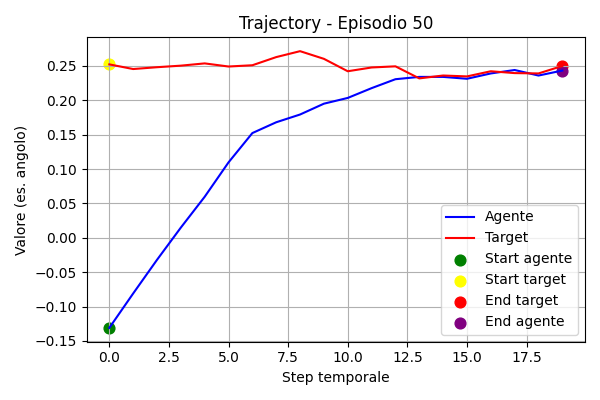 Trajectory - Episodio 50
Valore (es. angolo)
0.25
0.20
0.15
0.10
0.05
0.00
−0.05
−0.10
−0.15
0.0
2.5
5.0
7.5
10.0
12.5
15.0
17.5
Step temporale
Agente
Target
Start agente
Start target
End target
End agente